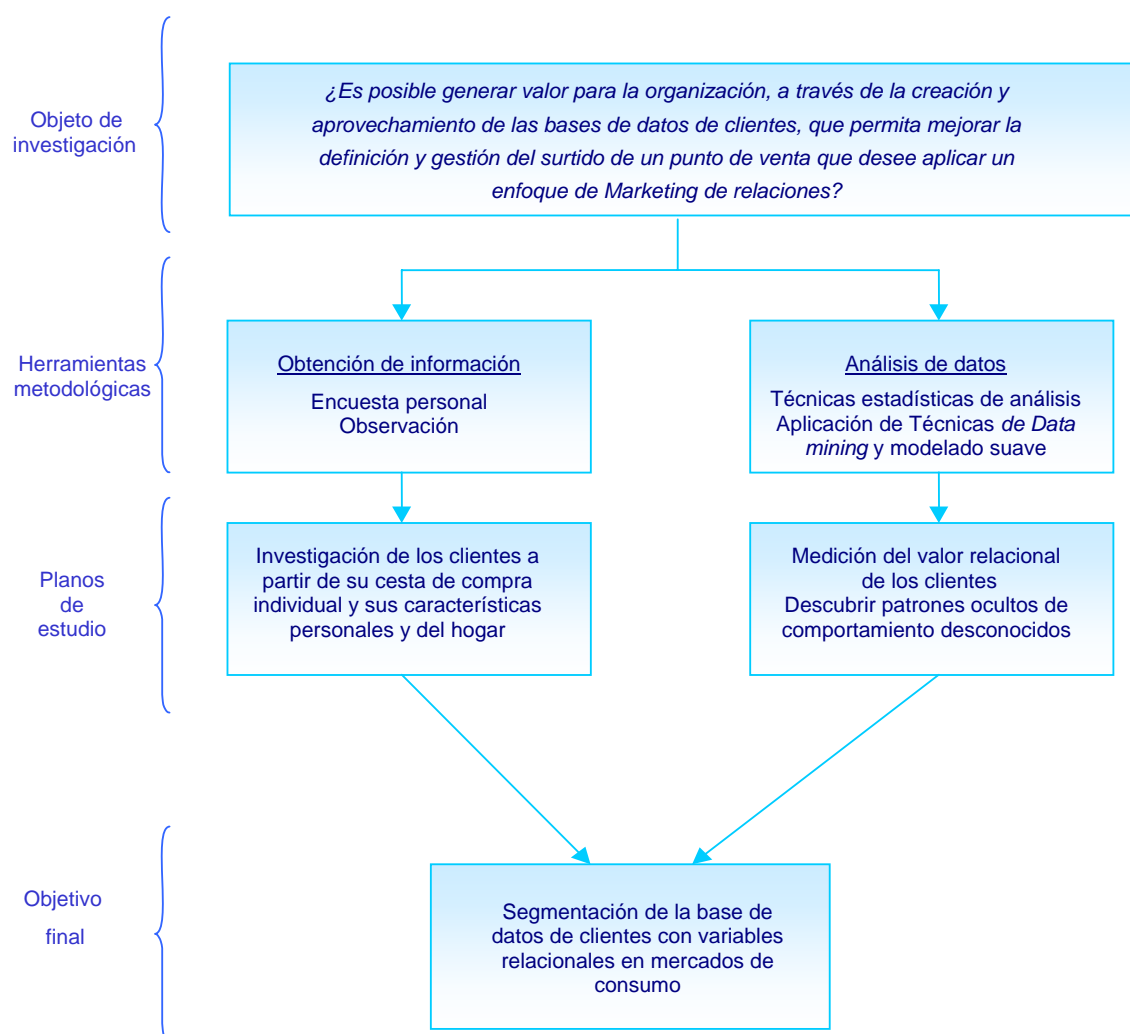 Objeto de
investigación
¿Es posible generar valor para la organización, a través de la creación y
aprovechamiento de las bases de datos de clientes, que permita mejorar la
definición y gestión del surtido de un punto de venta que desee aplicar un
enfoque de Marketing de relaciones?
Herramientas
metodológicas
Obtención de información
Encuesta personal
Observación
Análisis de datos
Técnicas estadísticas de análisis
Aplicación de Técnicas de Data
mining y modelado suave
Planos
de
estudio
Investigación de los clientes a
partir de su cesta de compra
individual y sus características
personales y del hogar
Medición del valor relacional
de los clientes
Descubrir patrones ocultos de
comportamiento desconocidos
Objetivo
final
Segmentación de la base de
datos de clientes con variables
relacionales en mercados de
consumo